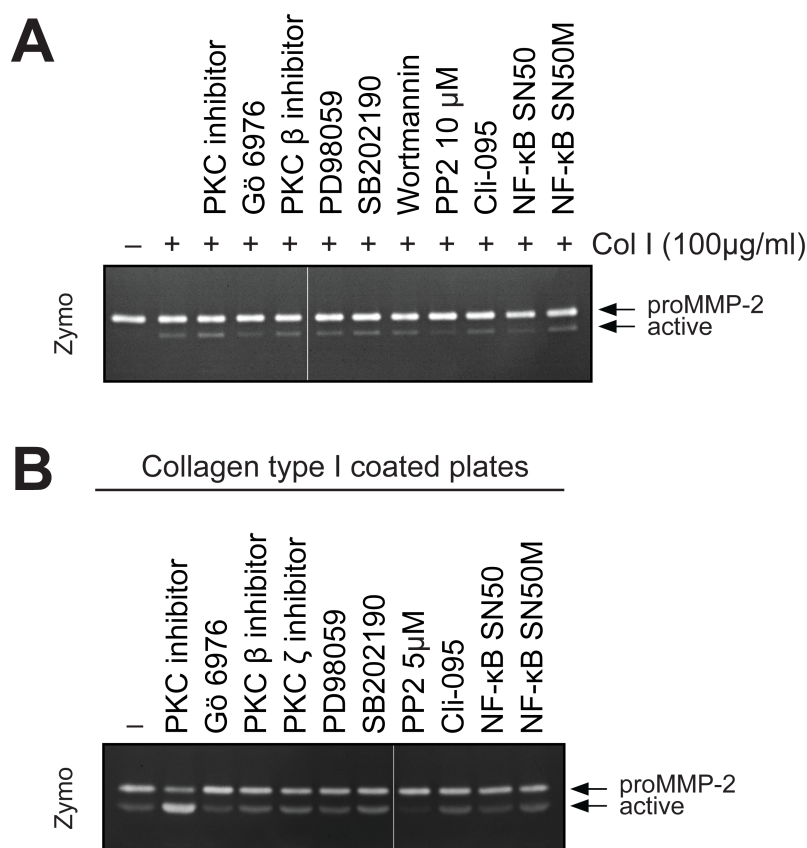 A
PKC inhibitor
Gö 6976
PKC β inhibitor
PD98059
SB202190
Wortmannin
PP2 10 μM
Cli-095
NF-κB SN50
NF-κB SN50M
– + + + + + + + + + + + Col I (100μg/ml)
Zymo
proMMP-2
active
B
Collagen type I coated plates
–
PKC inhibitor
Gö 6976
PKC β inhibitor
PKC ζ inhibitor
PD98059
SB202190
PP2 5μM
Cli-095
NF-κB SN50
NF-κB SN50M
Zymo
proMMP-2
active